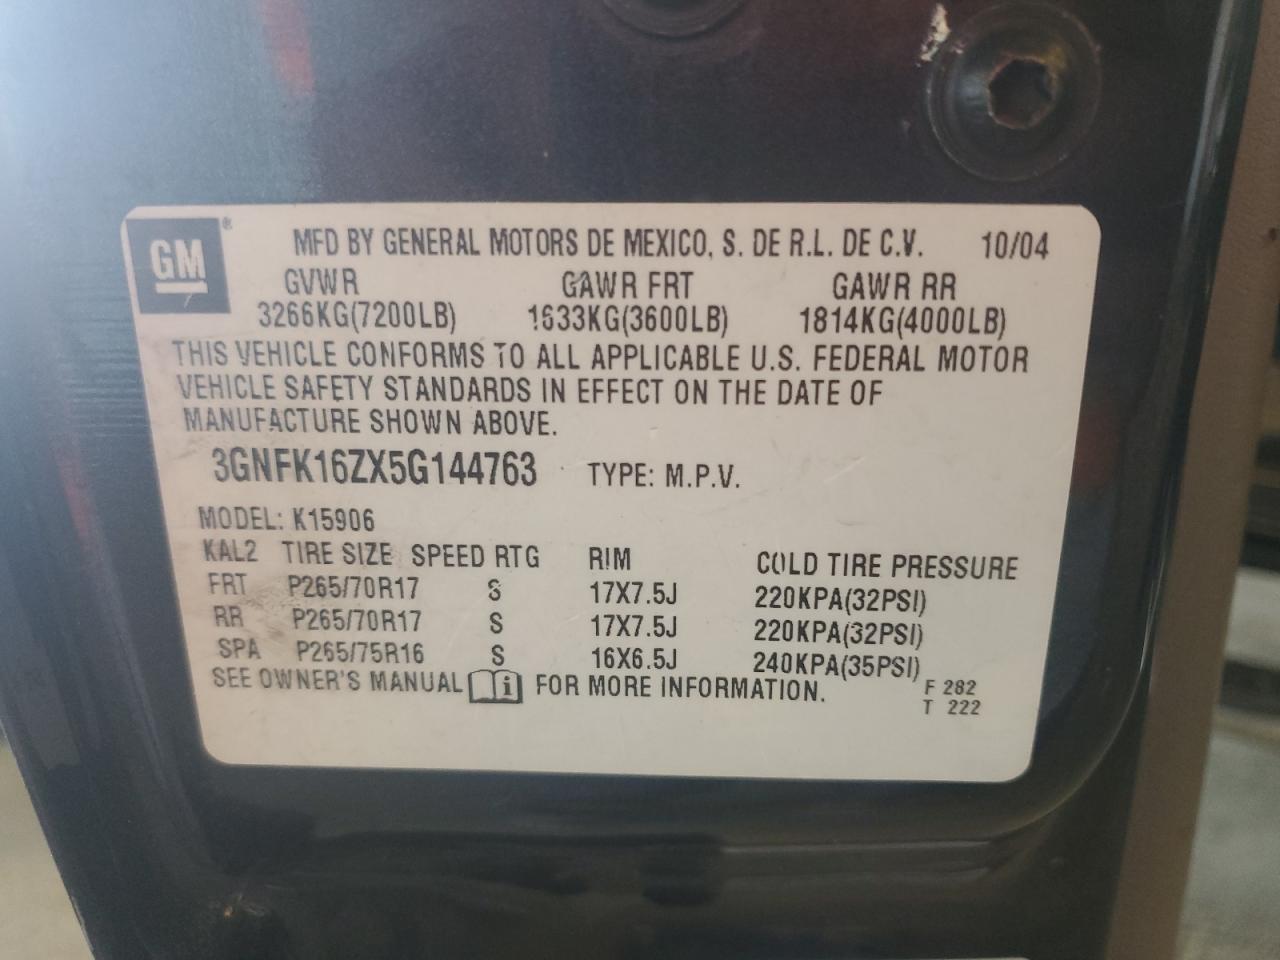 GM ®
MFD BY GENERAL MOTORS DE MEXICO, S. DE R.L. DE C.V. 10/04
GVWR GAWR FRT GAWR RR
3266KG(7200LB) 1633KG(3600LB) 1814KG(4000LB)
THIS VEHICLE CONFORMS TO ALL APPLICABLE U.S. FEDERAL MOTOR
VEHICLE SAFETY STANDARDS IN EFFECT ON THE DATE OF
MANUFACTURE SHOWN ABOVE.
3GNFK16ZX5G144763 TYPE: M.P.V.
MODEL: K15906
KAL2 TIRE SIZE SPEED RTG RIM COLD TIRE PRESSURE
FRT P265/70R17 S 17X7.5J 220KPA(32PSI)
RR P265/70R17 S 17X7.5J 220KPA(32PSI)
SPA P265/75R16 S 16X6.5J 240KPA(35PSI)
SEE OWNER'S MANUAL i FOR MORE INFORMATION. F 282
T 222